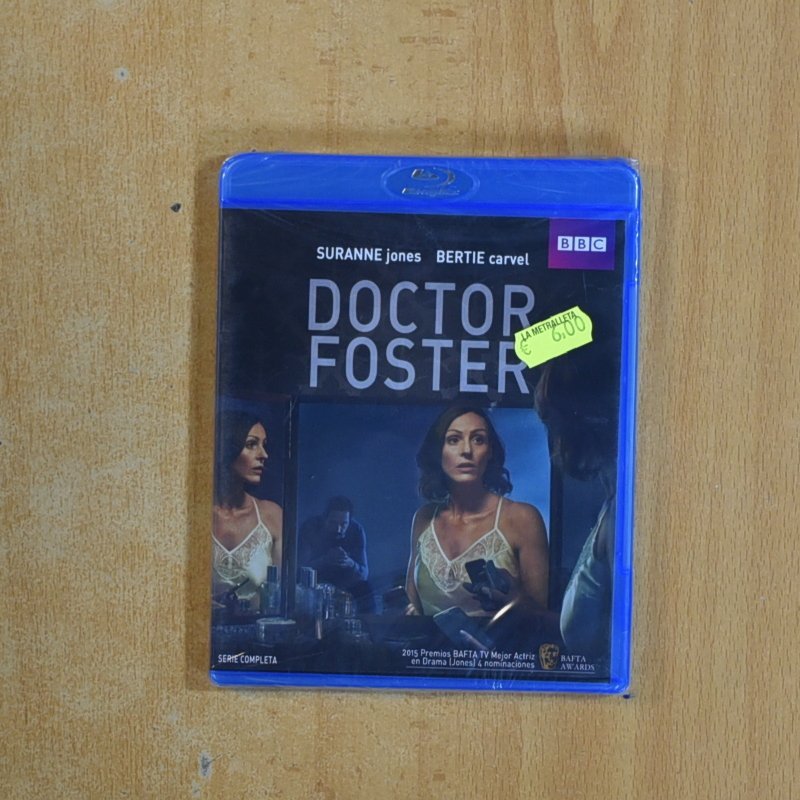 SURANNE jones BERTIE carvel
BBC
DOCTOR
FOSTER
LA METRALLETA
€ 6.00
SERIE COMPLETA
2015 Premios BAFTA TV Mejor Actriz
en Drama (Jones) 4 nominaciones
BAFTA
AWARDS